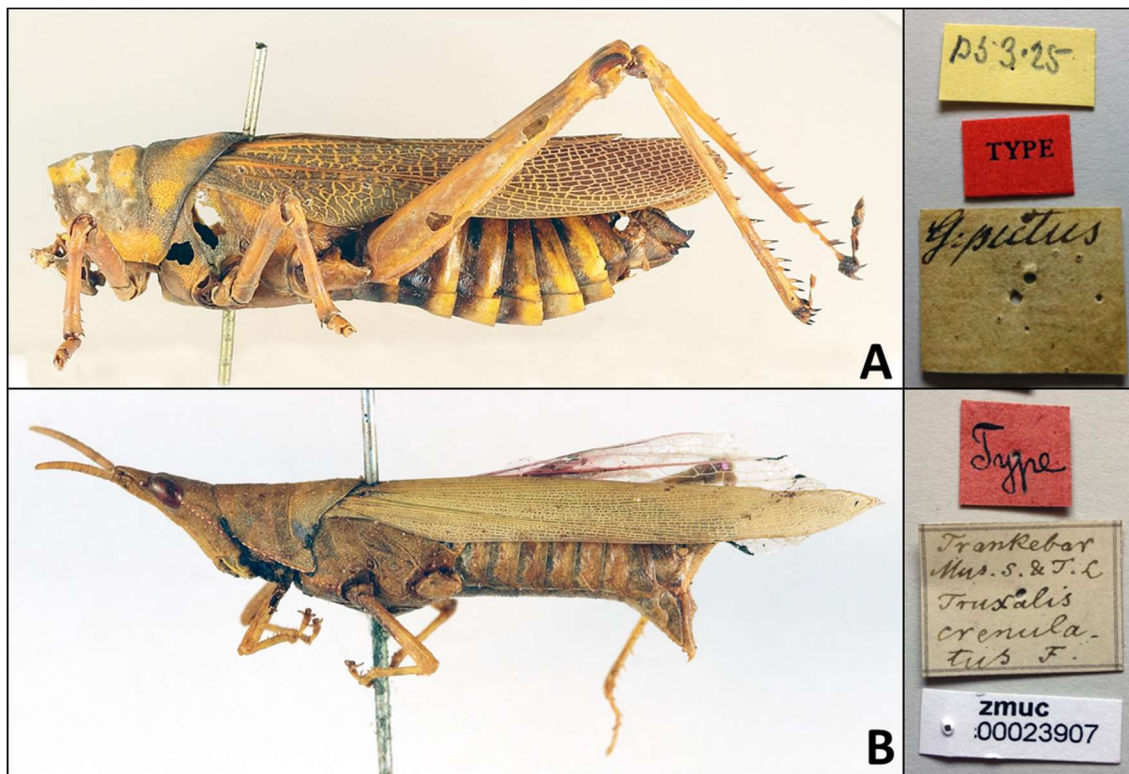 A
D5·3·25
TYPE
G: pictus
B
Type
Trankebar
Mus. S. & T. L
Truxalis
crenula-
tus F.
zmuc
:00023907